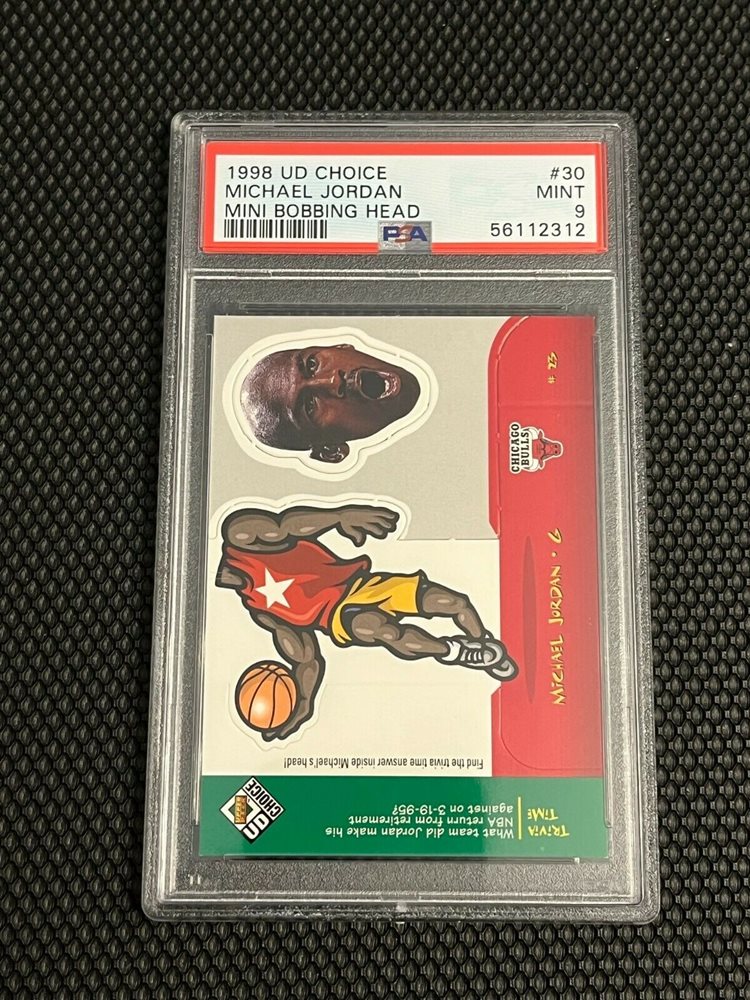 1998 UD CHOICE #30
MICHAEL JORDAN MINT
MINI BOBBING HEAD 9
PSA 56112312
# 23
CHICAGO
BULLS
MICHAEL JORDAN • G
Find the trivia time answer inside Michael's head!
UPPER
DECK
CHOICE
TRIVIA
TIME
What team did Jordan make his
NBA return from retirement
against on 3-19-95?